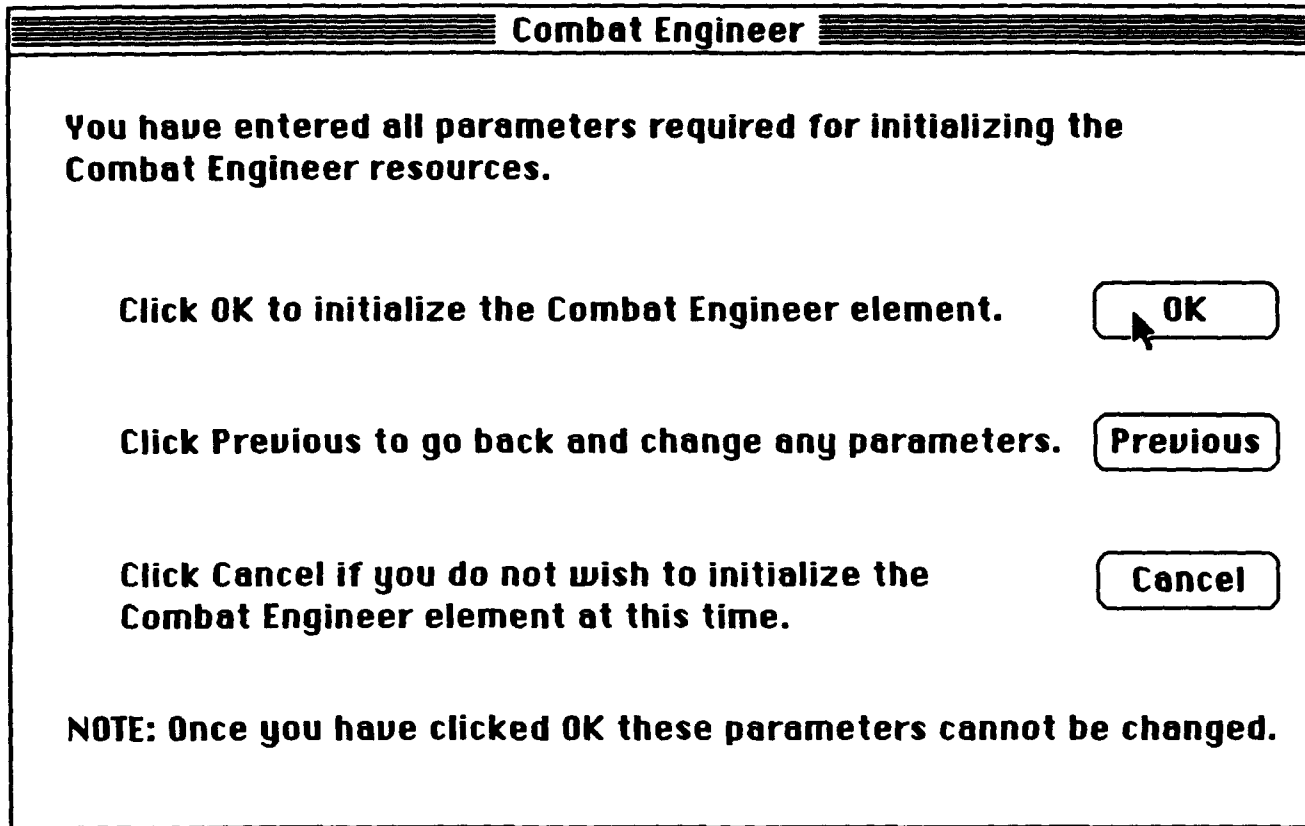 Combat Engineer
You have entered all parameters required for initializing the
Combat Engineer resources.
Click OK to initialize the Combat Engineer element.
OK
Click Previous to go back and change any parameters.
Previous
Click Cancel if you do not wish to initialize the
Combat Engineer element at this time.
Cancel
NOTE: Once you have clicked OK these parameters cannot be changed.